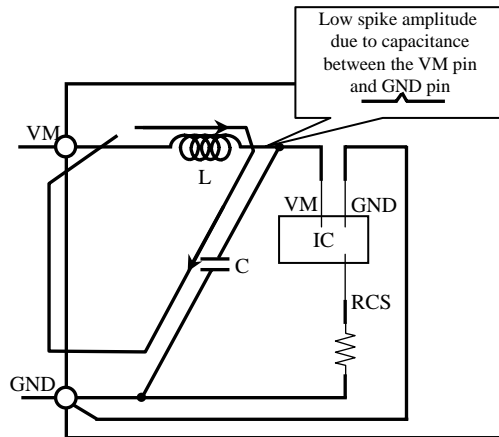 Low spike amplitude
due to capacitance
between the VM pin
and GND pin
VM
L
VM
GND
IC
C
RCS
GND